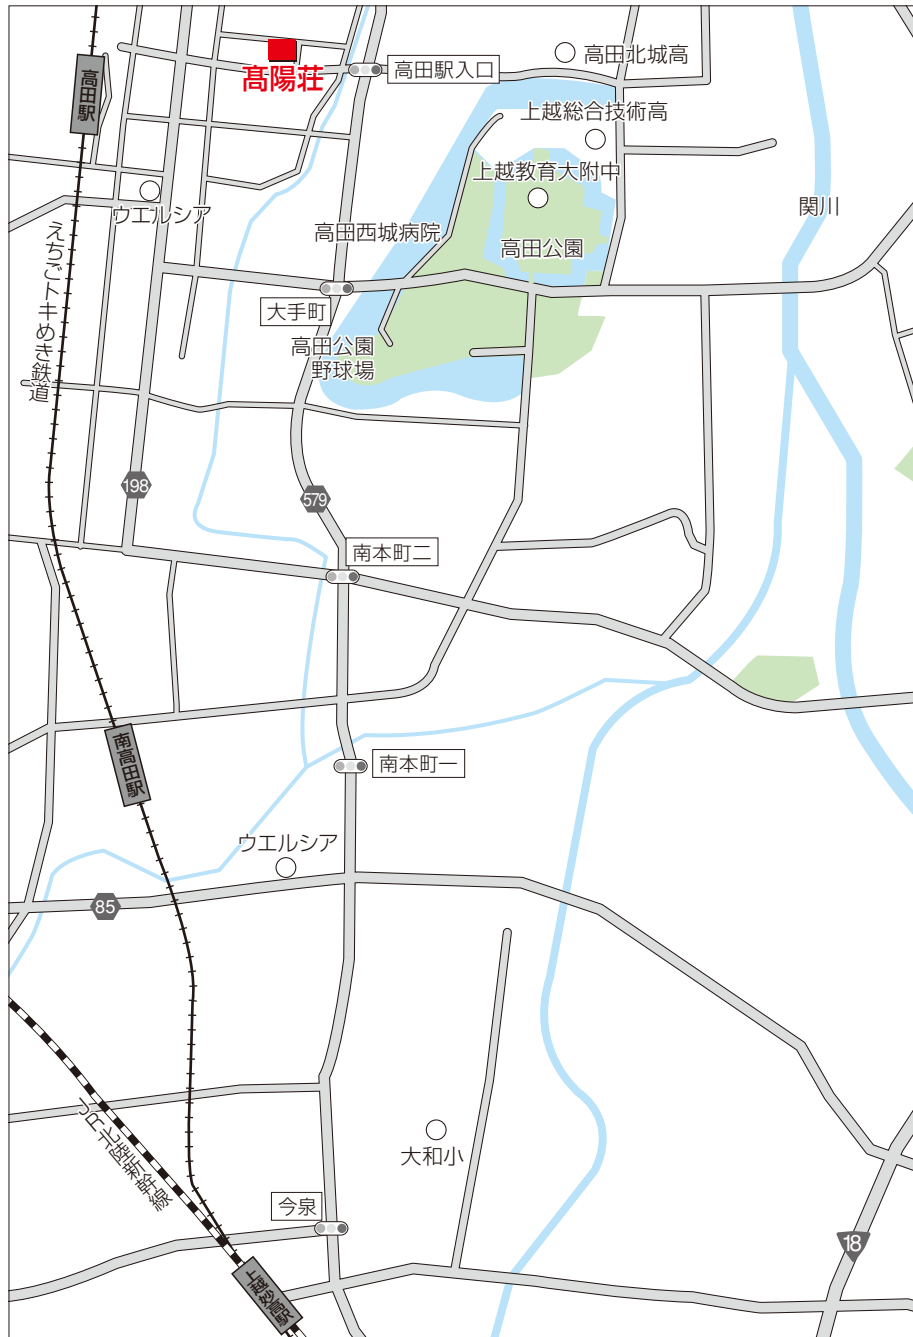 高田北城高
高田駅入口
髙陽荘
高田駅
上越総合技術高
上越教育大附中
ウエルシア
関川
高田西城病院
高田公園
えちごトキめき鉄道
大手町
高田公園
野球場
198
579
南本町二
南高田駅
南本町一
ウエルシア
85
JR北陸新幹線
大和小
今泉
18
上越妙高駅